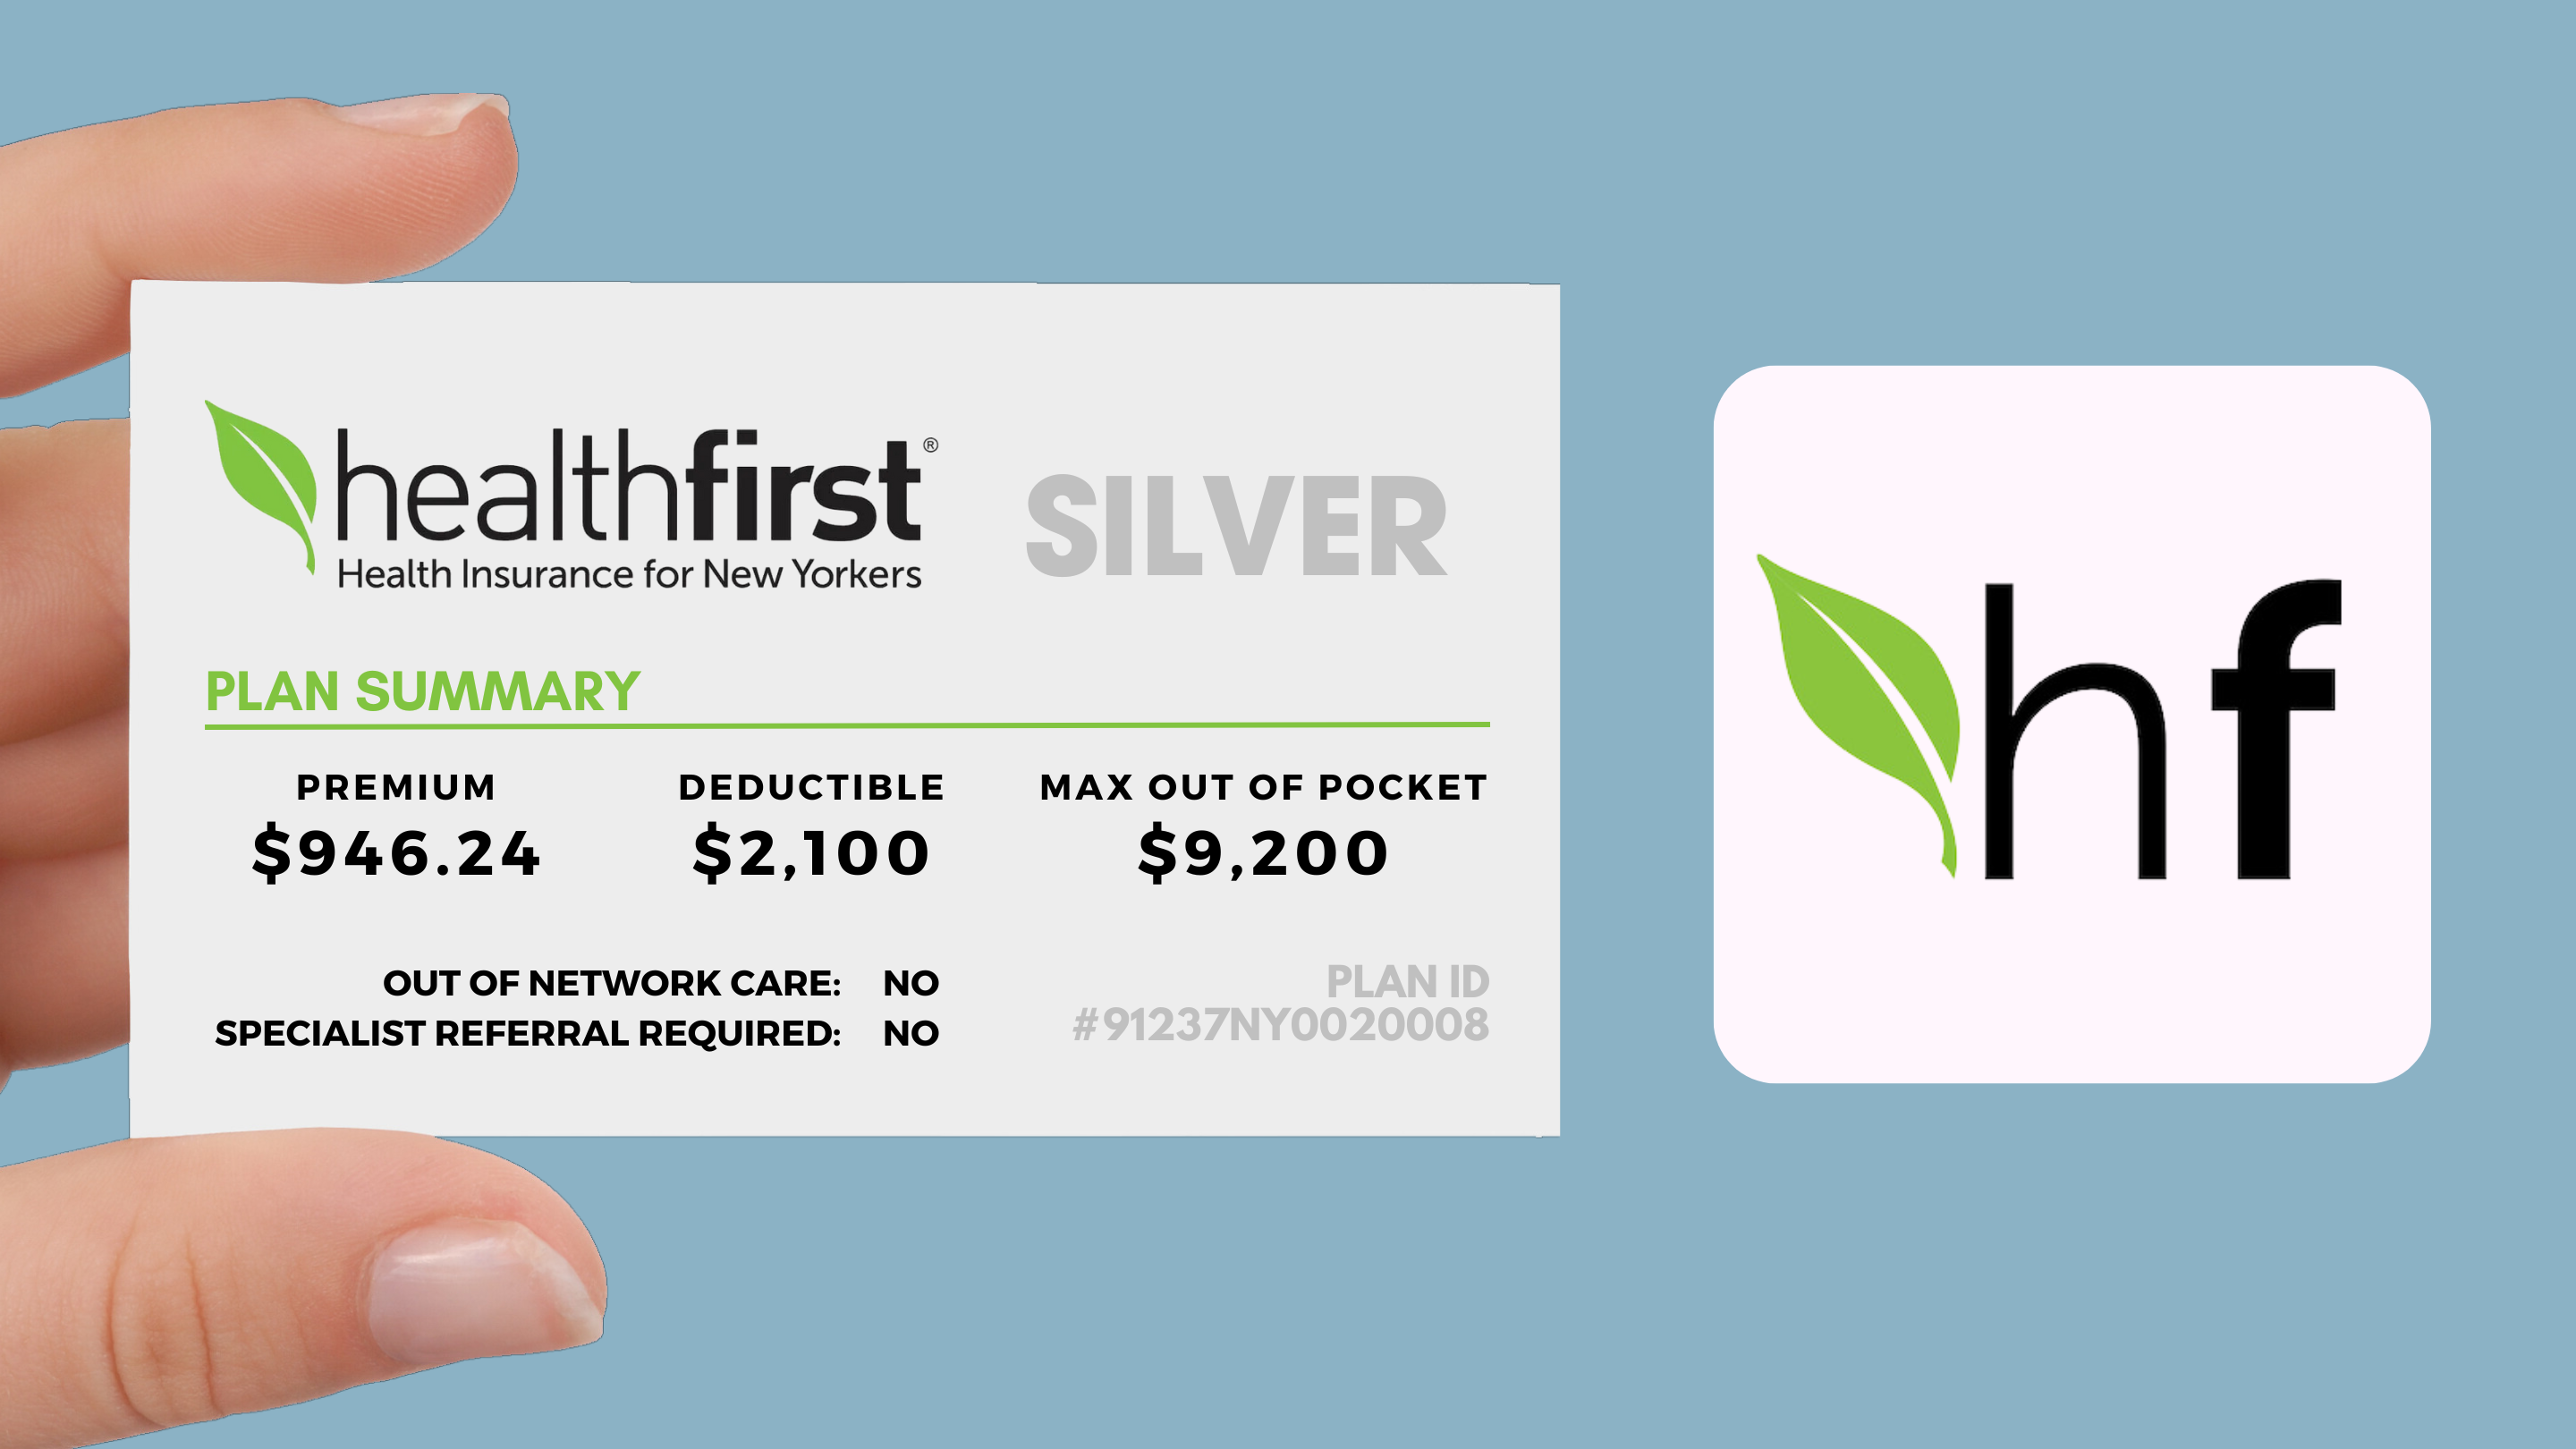 healthfirst®
Health Insurance for New Yorkers
SILVER
PLAN SUMMARY
PREMIUM DEDUCTIBLE MAX OUT OF POCKET
$946.24 $2,100 $9,200
OUT OF NETWORK CARE: NO
SPECIALIST REFERRAL REQUIRED: NO
PLAN ID
#91237NY0020008
hf